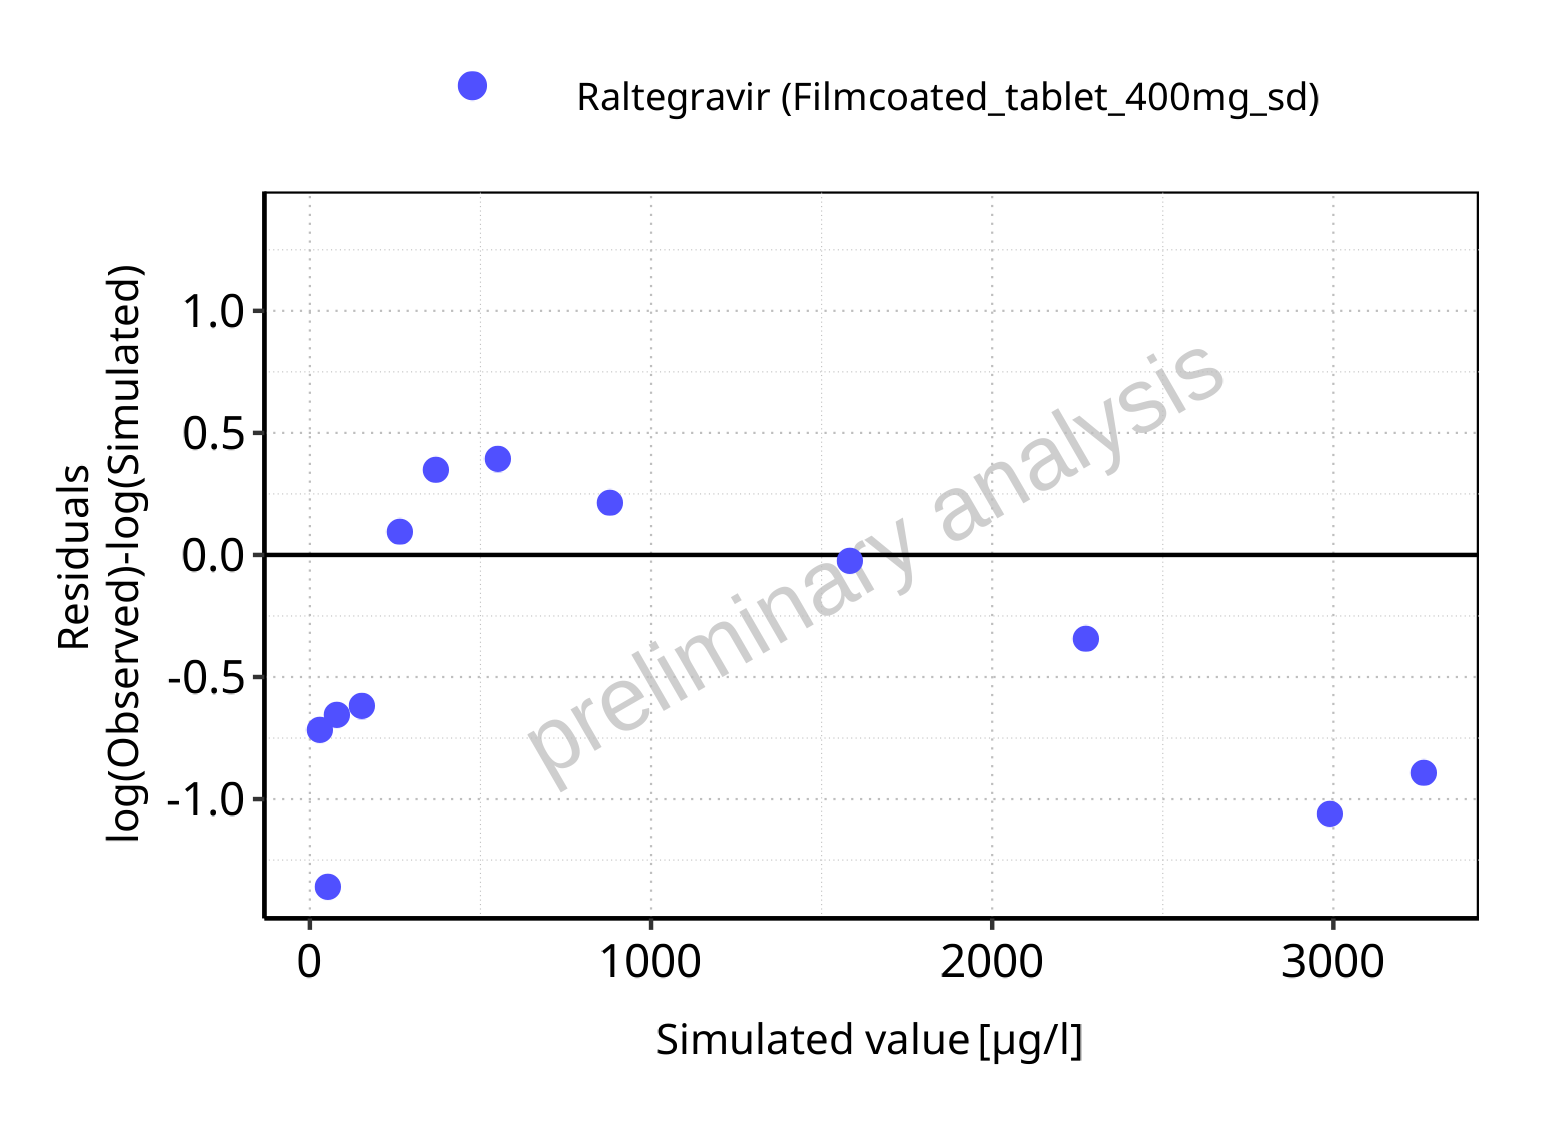 Raltegravir (Filmcoated_tablet_400mg_sd)
Residuals
log(Observed)-log(Simulated)
1.0
0.5
0.0
-0.5
-1.0
preliminary analysis
0 1000 2000 3000
Simulated value [µg/l]